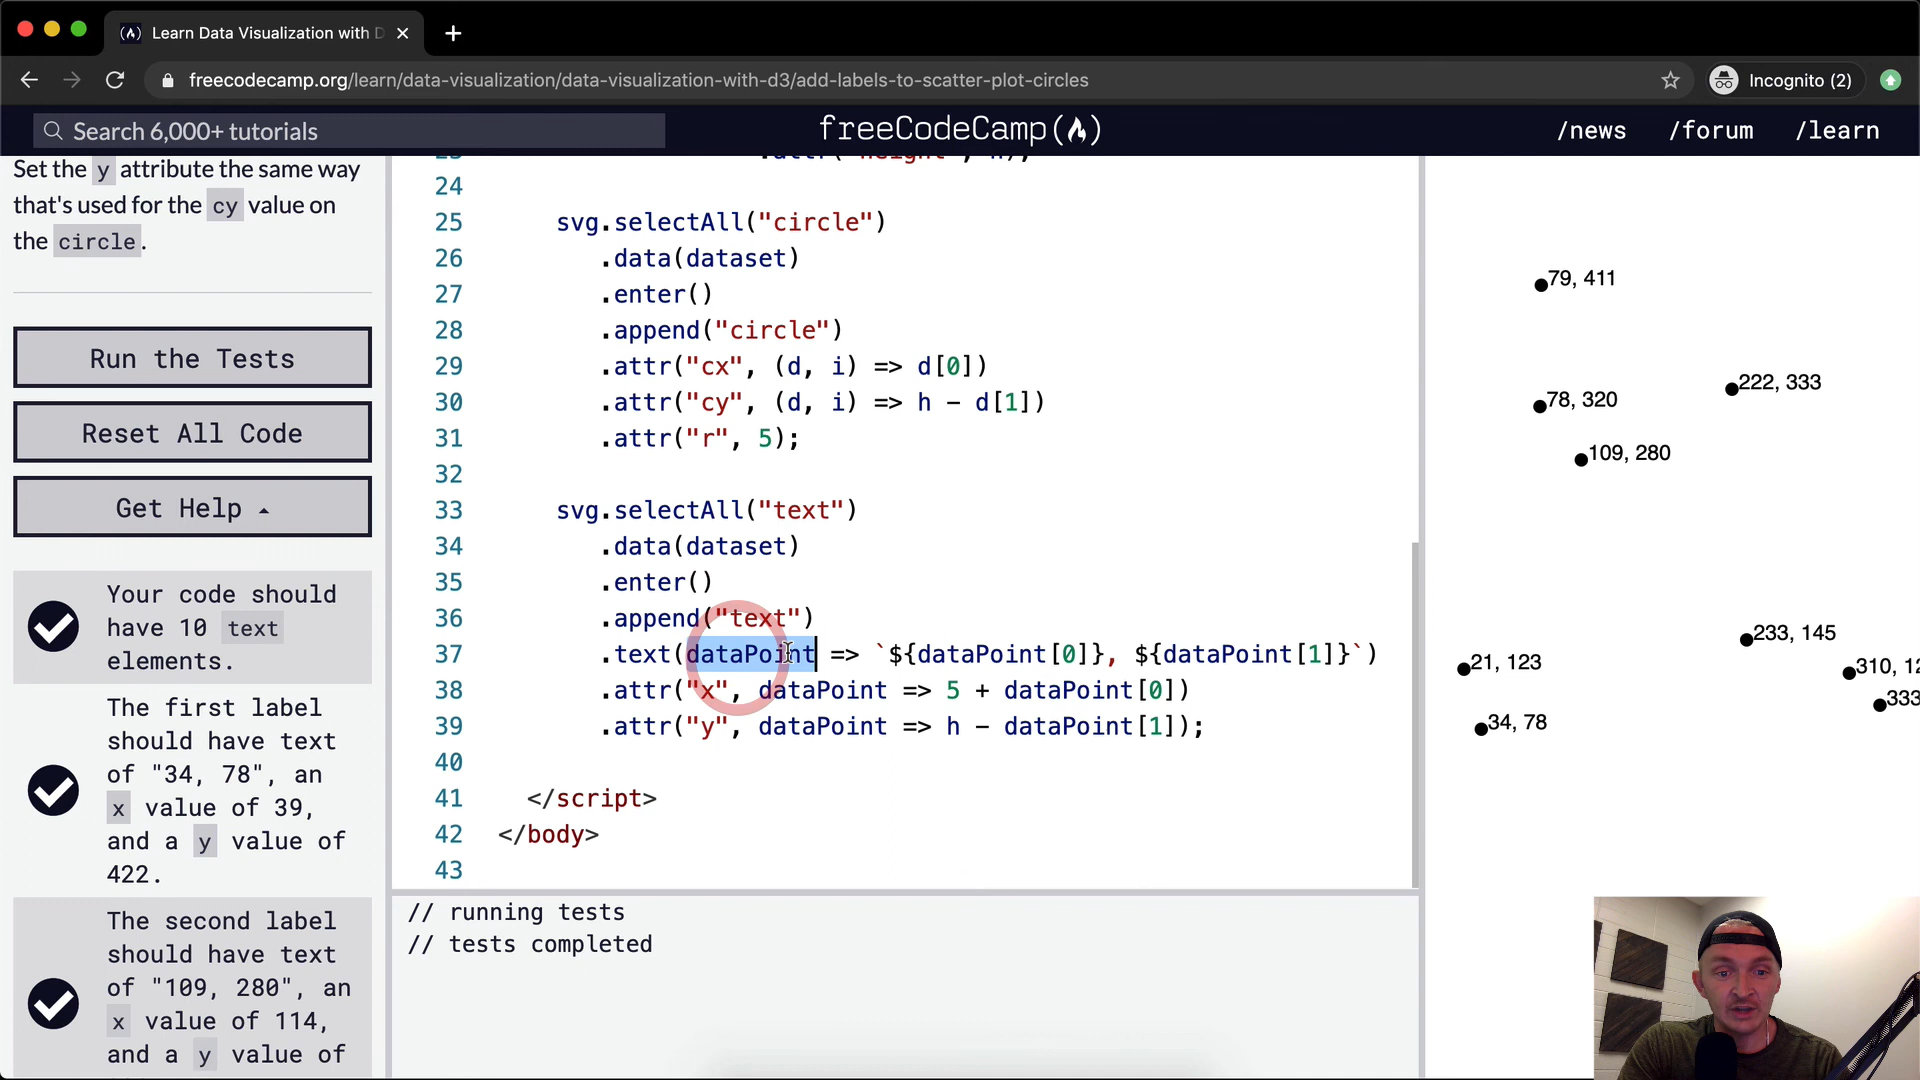 Learn Data Visualization with D
freecodecamp.org/learn/data-visualization/data-visualization-with-d3/add-labels-to-scatter-plot-circles
Incognito (2)
Search 6,000+ tutorials
freeCodeCamp
/news
/forum
/learn
Set the y attribute the same way
that's used for the cy value on
the circle.
Run the Tests
Reset All Code
Get Help
Your code should
have 10 text
elements.
The first label
should have text
of "34, 78", an
x value of 39,
and a y value of
422.
The second label
should have text
of "109, 280", an
x value of 114,
and a y value of
24
25 svg.selectAll("circle")
26 .data(dataset)
27 .enter()
28 .append("circle")
29 .attr("cx", (d, i) => d[0])
30 .attr("cy", (d, i) => h - d[1])
31 .attr("r", 5);
32
33 svg.selectAll("text")
34 .data(dataset)
35 .enter()
36 .append("text")
37 .text(dataPoint => `${dataPoint[0]}, ${dataPoint[1]}`)
38 .attr("x", dataPoint => 5 + dataPoint[0])
39 .attr("y", dataPoint => h - dataPoint[1]);
40
41 </script>
42 </body>
43
// running tests
// tests completed
79, 411
222, 333
78, 320
109, 280
233, 145
21, 123
310, 12
333
34, 78